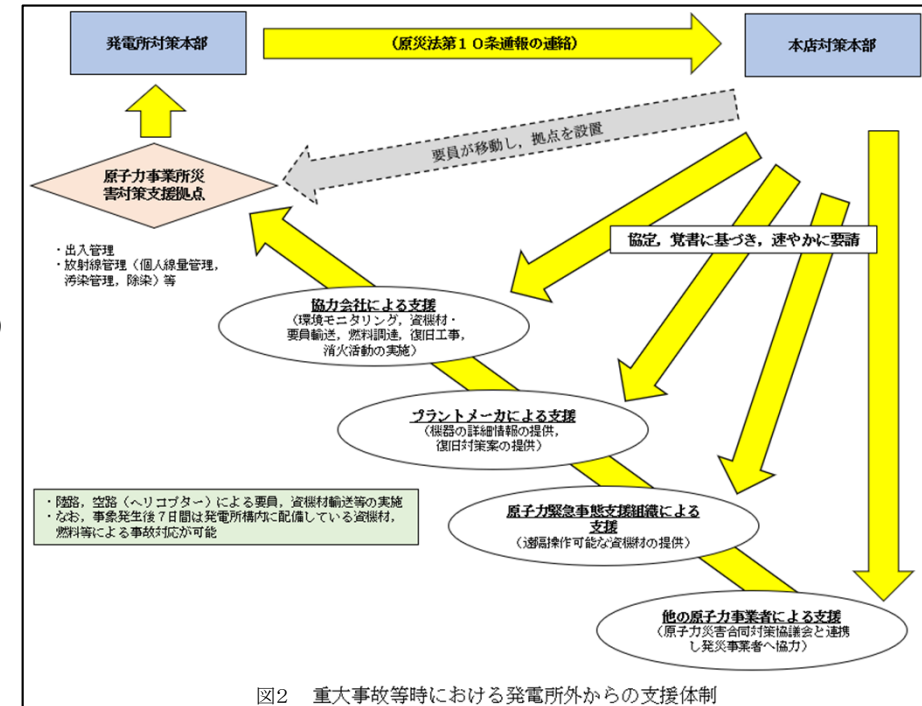 発電所対策本部
(原災法第10条通報の連絡)
本店対策本部
要員が移動し，拠点を設置
原子力事業所災
害対策支援拠点
協定，覚書に基づき，速やかに要請
・出入管理
・放射線管理（個人線量管理，
汚染管理，除染）等
協力会社による支援
（環境モニタリング，資機材・
要員輸送，燃料調達，復旧工事，
消火活動の実施）
プラントメーカによる支援
（機器の詳細情報の提供，
復旧対策案の提供）
・陸路，空路（ヘリコプター）による要員，資機材輸送等の実施
・なお，事象発生後７日間は発電所構内に配備している資機材，
燃料等による事故対応が可能
原子力緊急事態支援組織による
支援
（遠隔操作可能な資機材の提供）
他の原子力事業者による支援
（原子力災害合同対策協議会と連携
し発災事業者へ協力）
図２　重大事故等時における発電所外からの支援体制